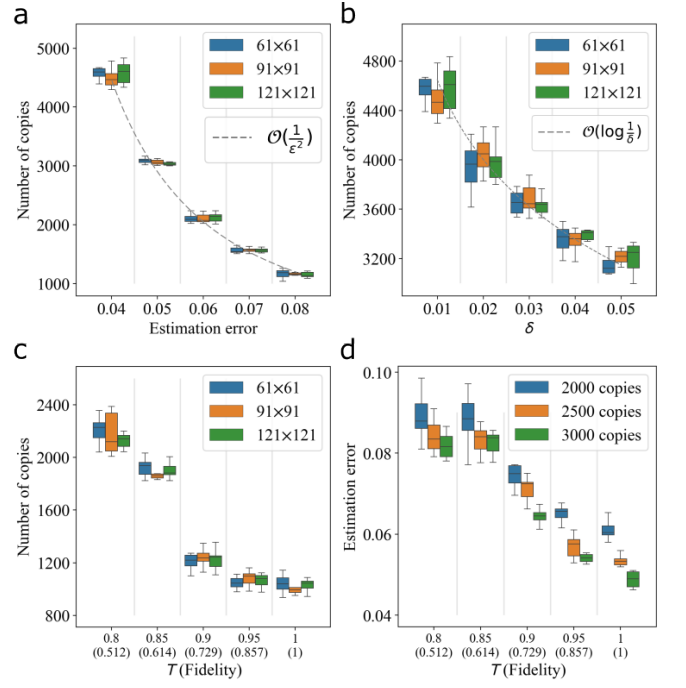 a
5000
4000
3000
2000
1000
Number of copies
61×61
91×91
121×121
O(1/ε²)
0.04 0.05 0.06 0.07 0.08
Estimation error
b
4800
4400
4000
3600
3200
Number of copies
61×61
91×91
121×121
O(log 1/δ)
0.01 0.02 0.03 0.04 0.05
δ
c
2400
2000
1600
1200
800
Number of copies
61×61
91×91
121×121
0.8 0.85 0.9 0.95 1
(0.512) (0.614) (0.729) (0.857) (1)
T (Fidelity)
d
0.10
0.08
0.06
0.04
Estimation error
2000 copies
2500 copies
3000 copies
0.8 0.85 0.9 0.95 1
(0.512) (0.614) (0.729) (0.857) (1)
T (Fidelity)